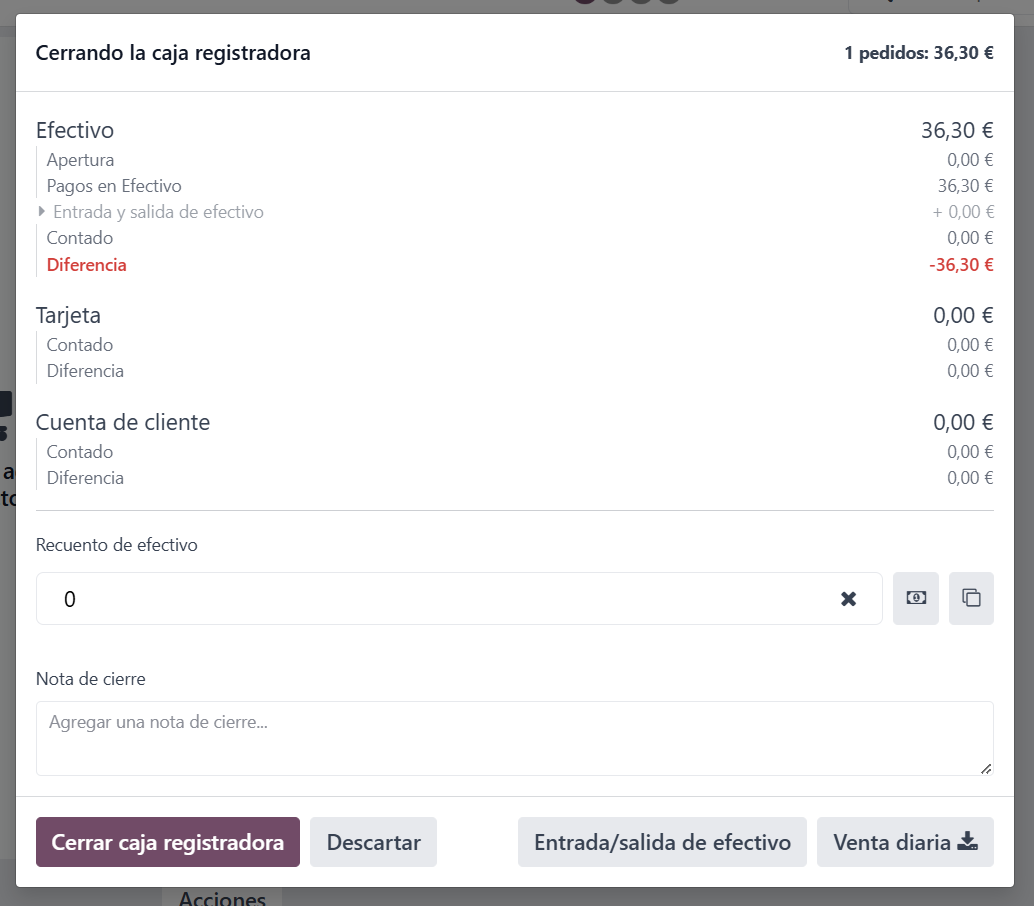 Cerrando la caja registradora
1 pedidos: 36,30 €
Efectivo 36,30 €
Apertura 0,00 €
Pagos en Efectivo 36,30 €
Entrada y salida de efectivo + 0,00 €
Contado 0,00 €
Diferencia -36,30 €
Tarjeta 0,00 €
Contado 0,00 €
Diferencia 0,00 €
Cuenta de cliente 0,00 €
Contado 0,00 €
Diferencia 0,00 €
Recuento de efectivo
0
Nota de cierre
Agregar una nota de cierre...
Cerrar caja registradora Descartar Entrada/salida de efectivo Venta diaria
Acciones